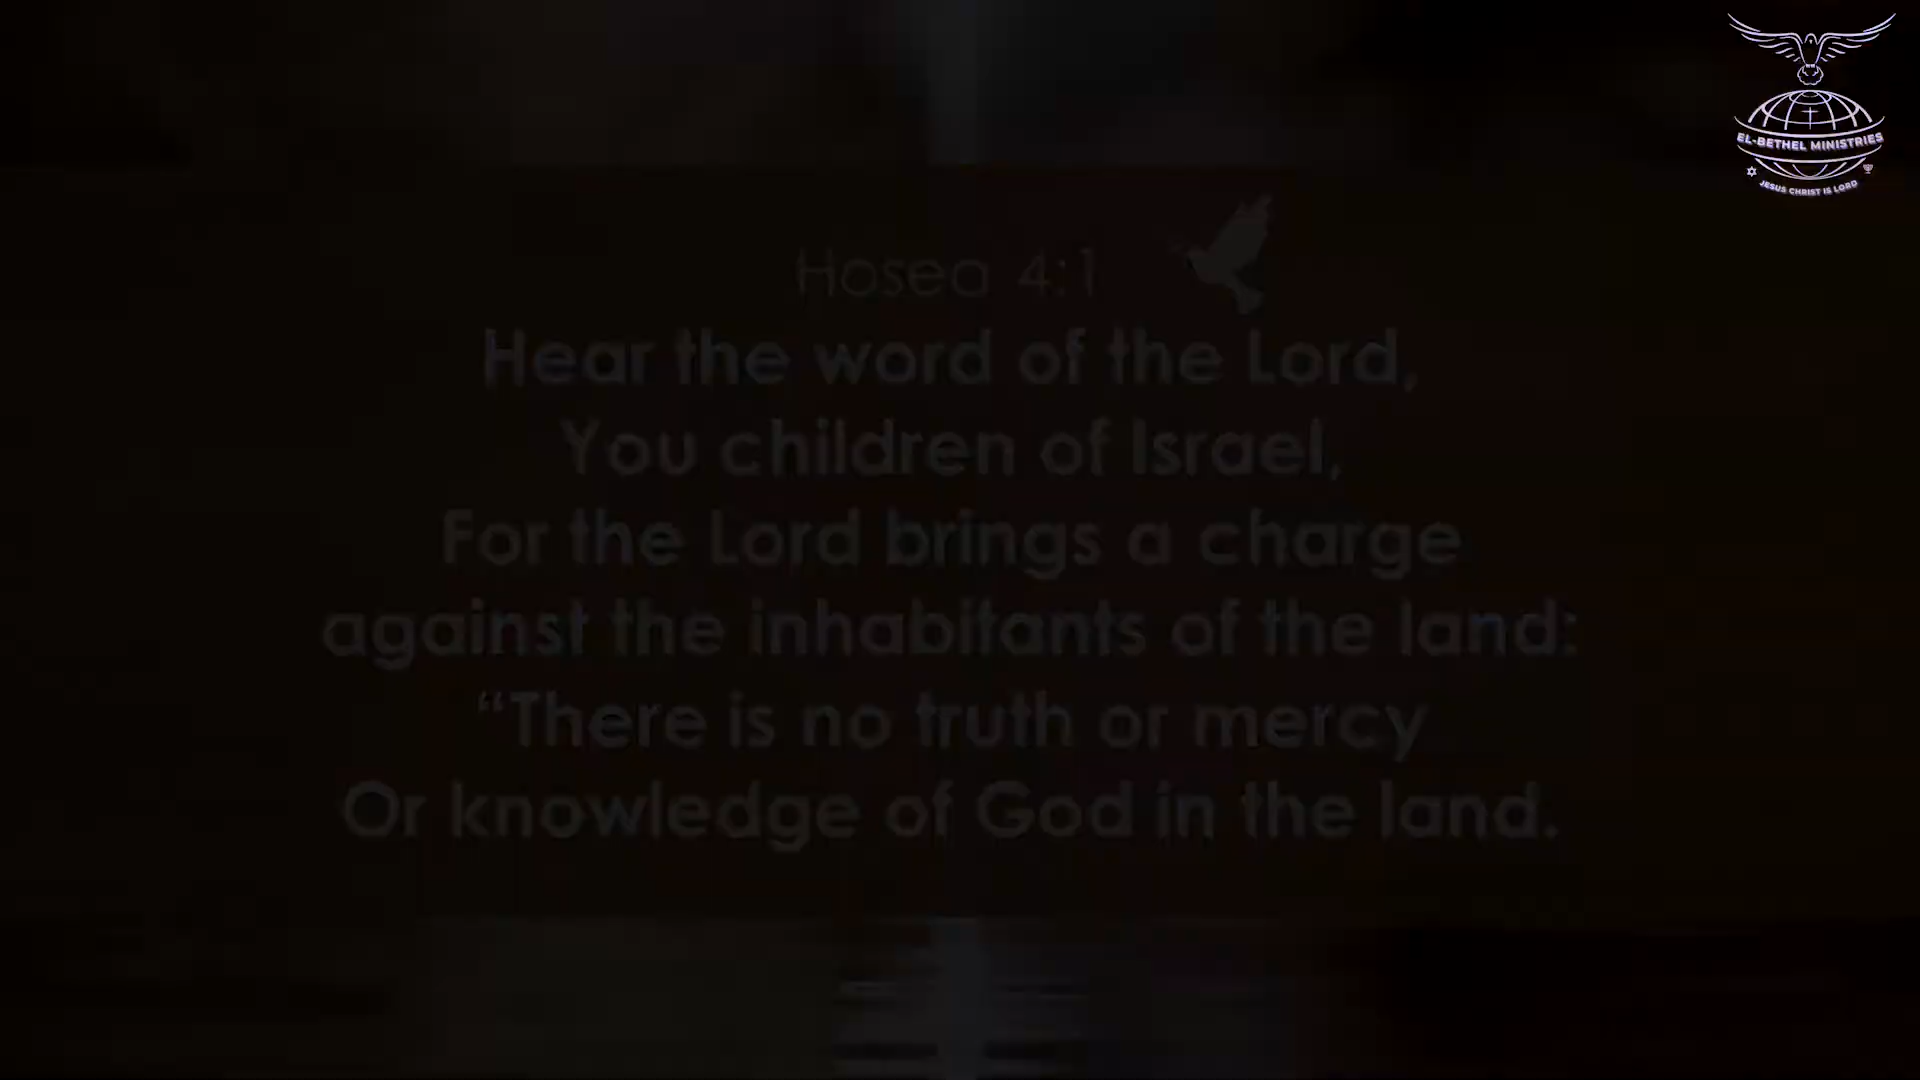 EL-BETHEL MINISTRIES
JESUS CHRIST IS LORD
Hosea 4:1
Hear the word of the Lord,
You children of Israel,
For the Lord brings a charge
against the inhabitants of the land:
“There is no truth or mercy
Or knowledge of God in the land.